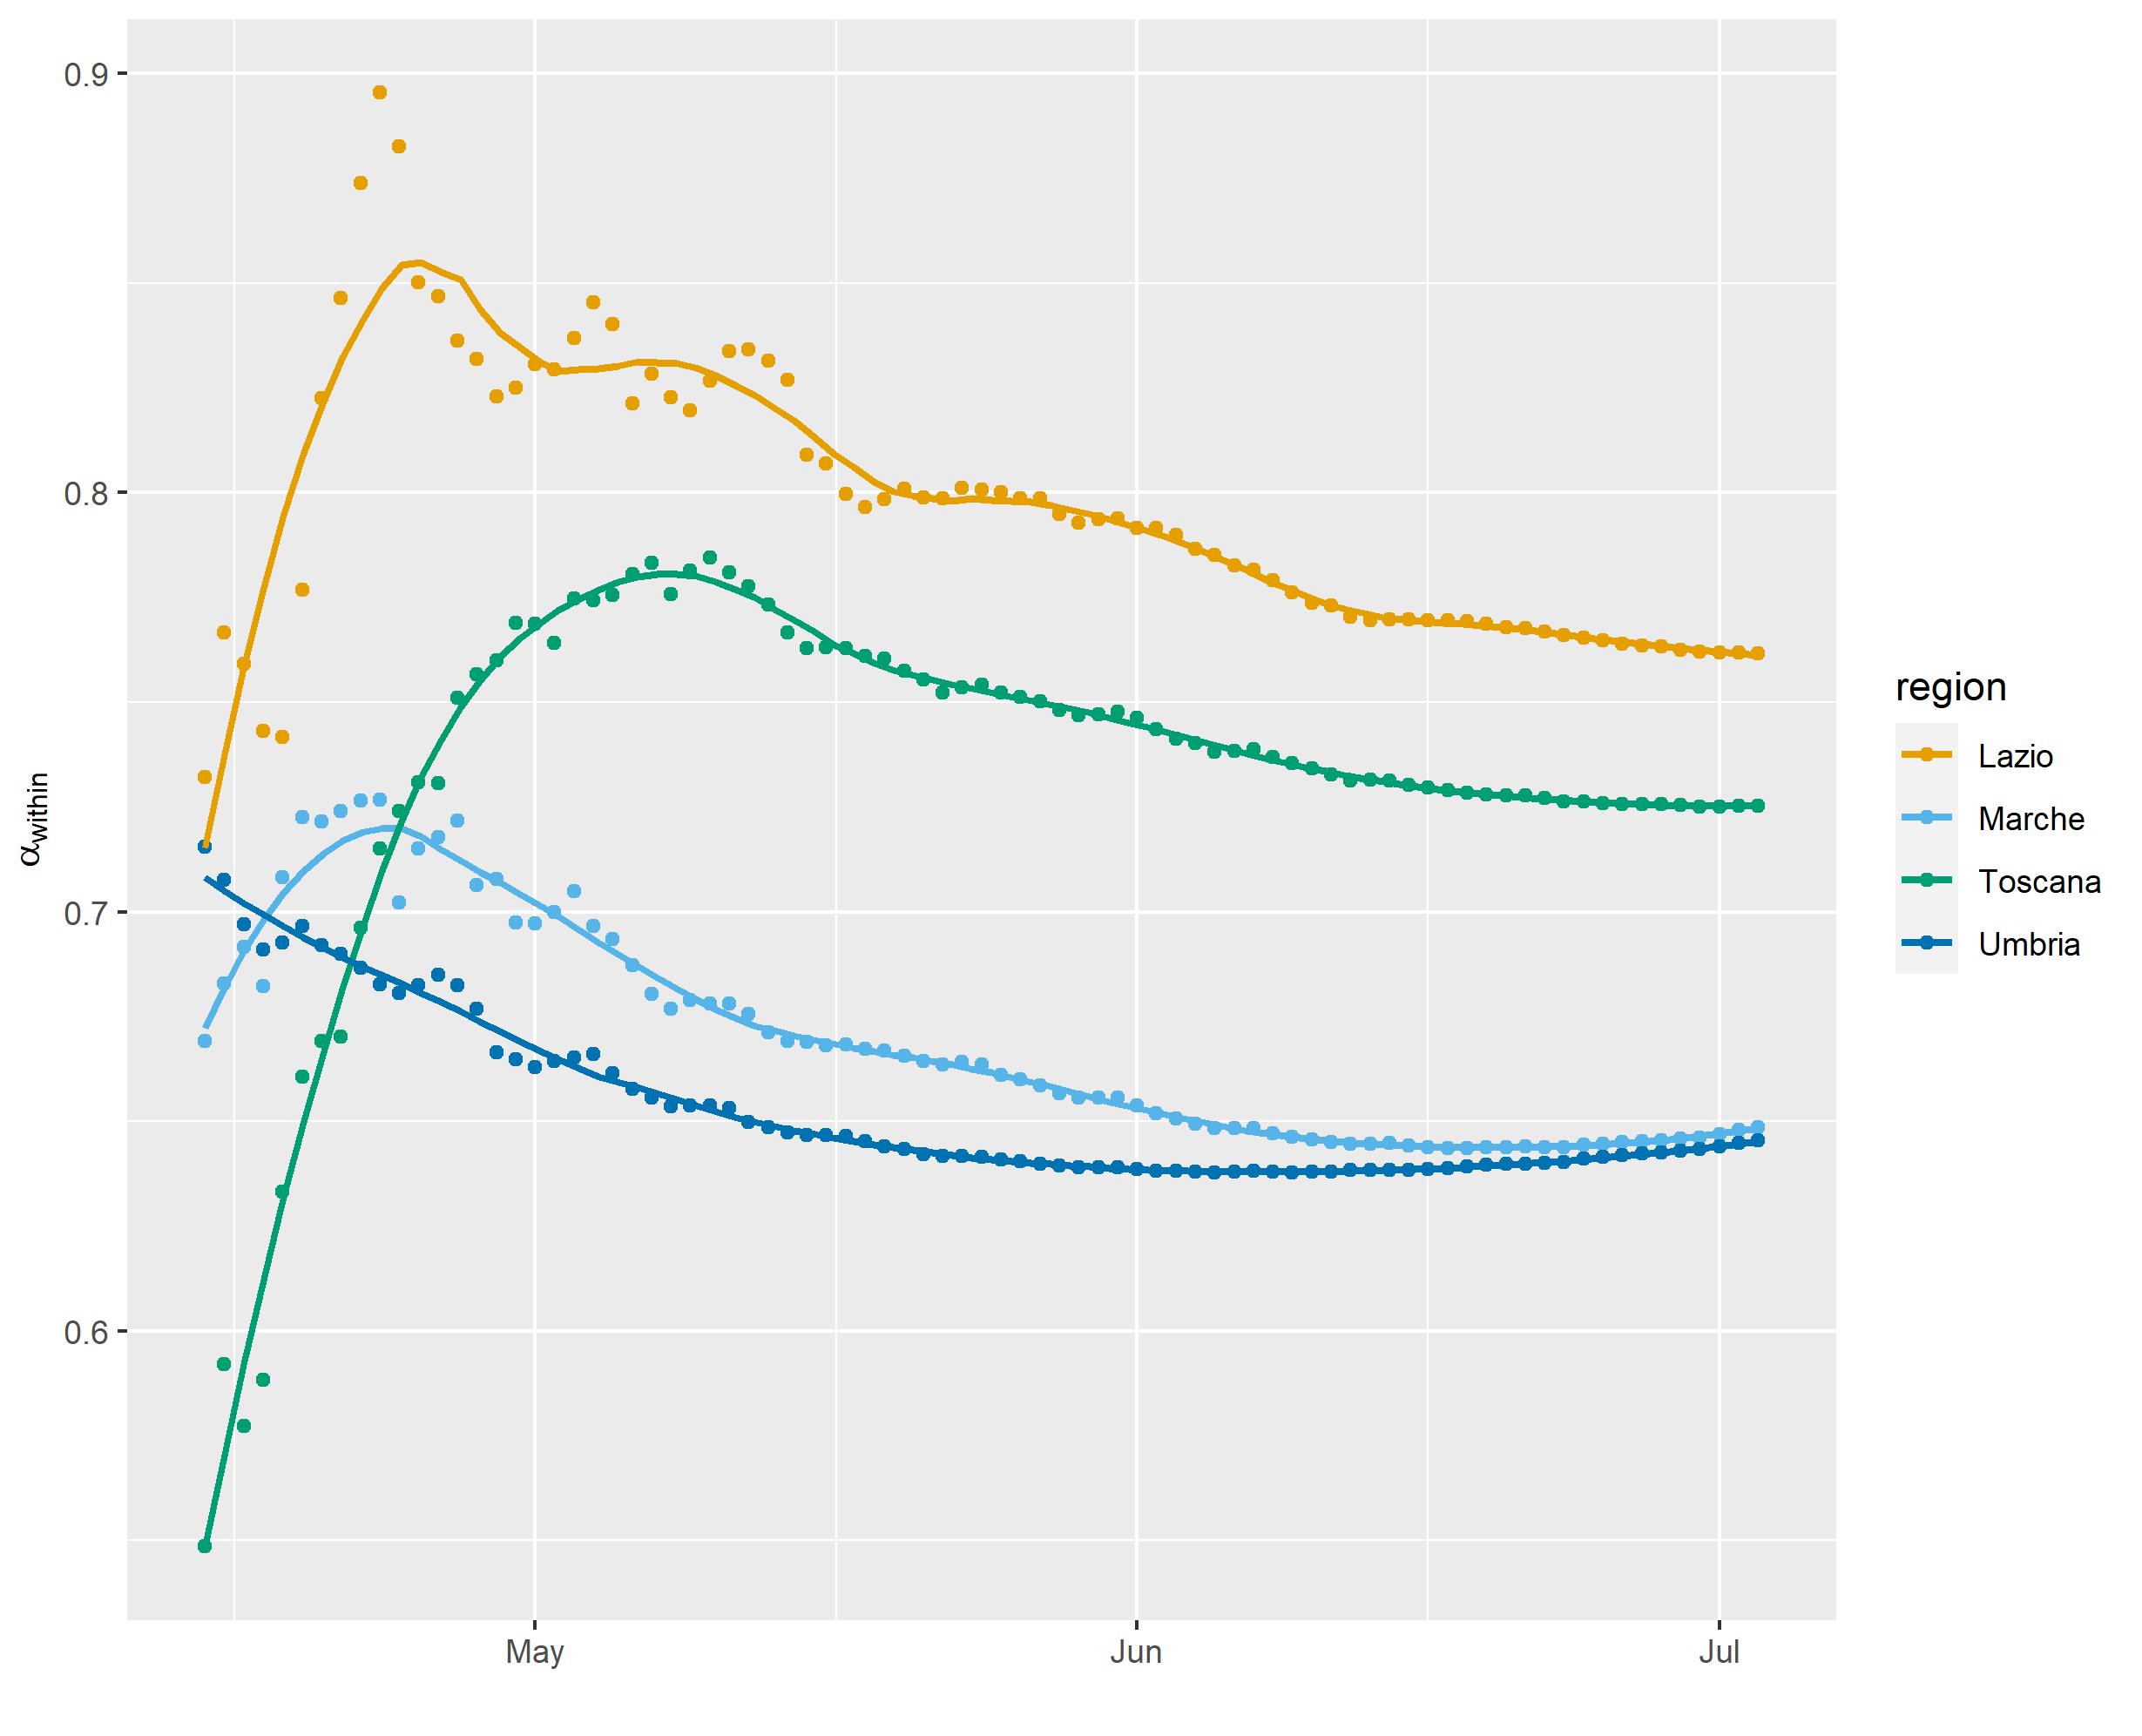 0.9
0.8
0.7
0.6
αwithin
May Jun Jul
region
Lazio
Marche
Toscana
Umbria